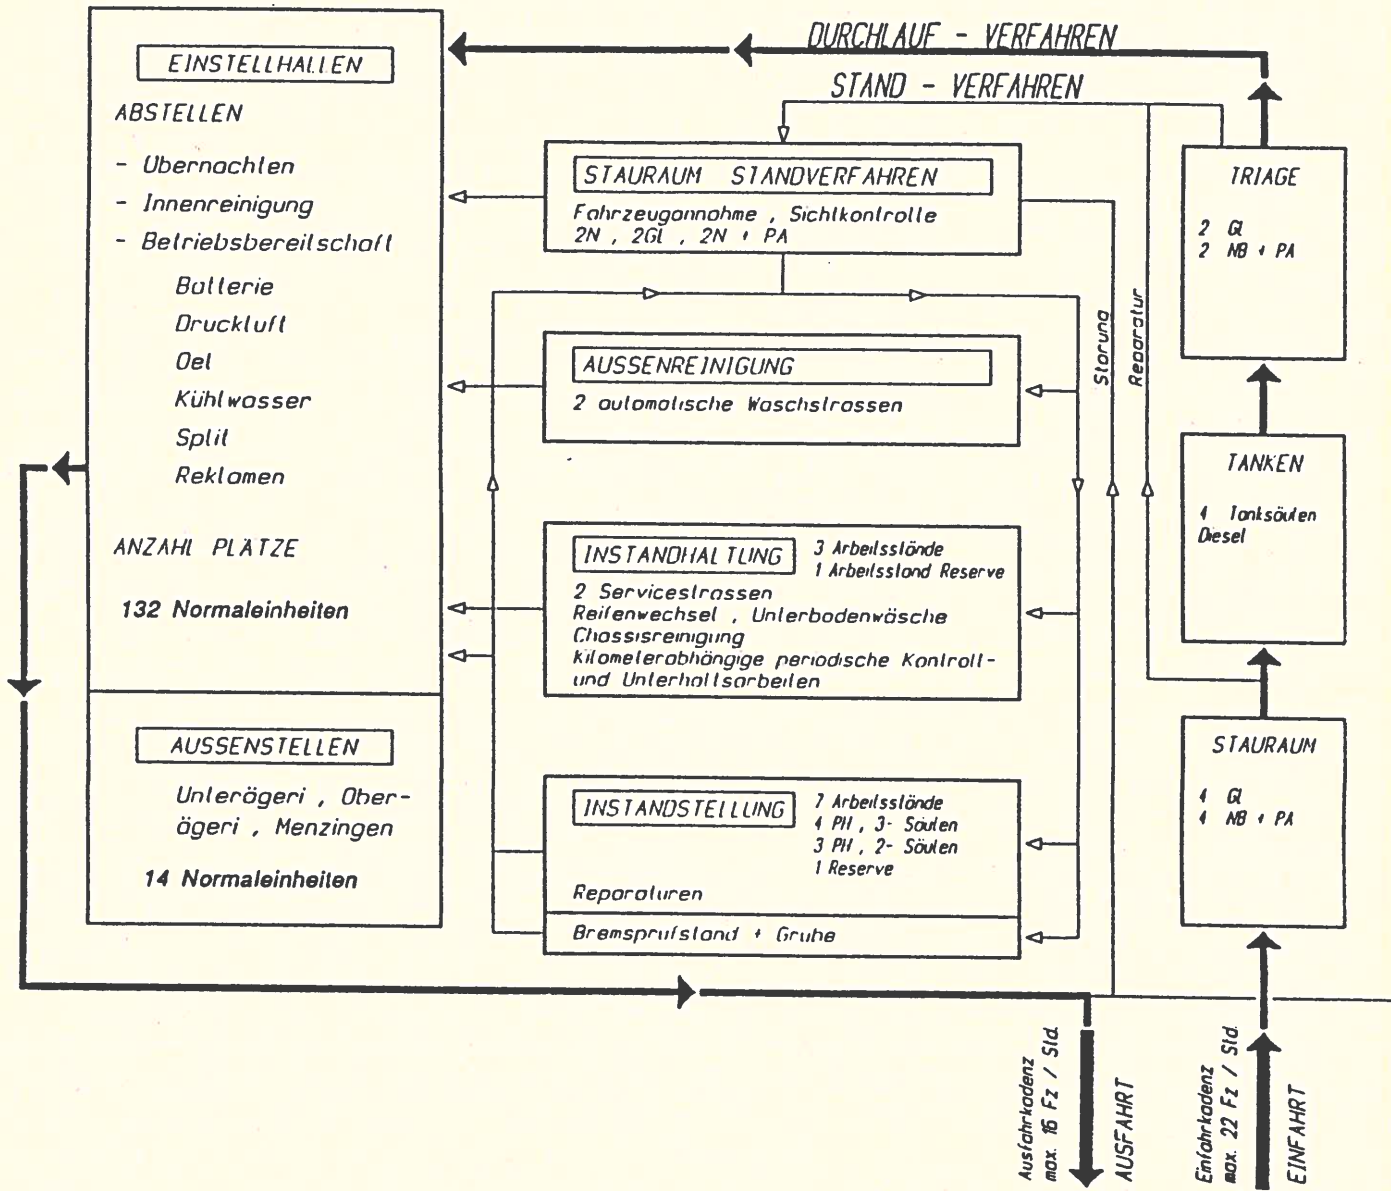 DURCHLAUF - VERFAHREN
STAND - VERFAHREN
EINSTELLHALLEN
ABSTELLEN
- Ubernachten
- Innenreinigung
- Betriebsbereitschaft
Batterie
Druckluft
Oel
Kühlwasser
Split
Reklamen
ANZAHL PLÄTZE
132 Normaleinheiten
AUSSENSTELLEN
Unterägeri , Ober-
ägeri , Menzingen
14 Normaleinheiten
STAURAUM STANDVERFAHREN
Fahrzeugannahme , Sichtkontrolle
2N , 2GL , 2N + PA
AUSSENREINIGUNG
2 automatische Waschstrassen
INSTANDHALTUNG
3 Arbeitsstände
1 Arbeitsstand Reserve
2 Servicestrassen
Reifenwechsel , Unterbodenwäsche
Chassisreinigung
kilometerabhängige periodische Kontroll-
und Unterhaltsarbeiten
INSTANDSTELLUNG
7 Arbeitsstände
4 PH , 3- Säulen
3 PH , 2- Säulen
1 Reserve
Reparaturen
Bremsprufstand + Grube
Storung
Reparatur
TRIAGE
2 GL
2 NB + PA
TANKEN
4 Tanksäulen
Diesel
STAURAUM
4 GL
4 NB + PA
Ausfahrkadenz
max. 16 Fz / Std.
AUSFAHRT
Einfahrkadenz
max. 22 Fz / Std.
EINFAHRT